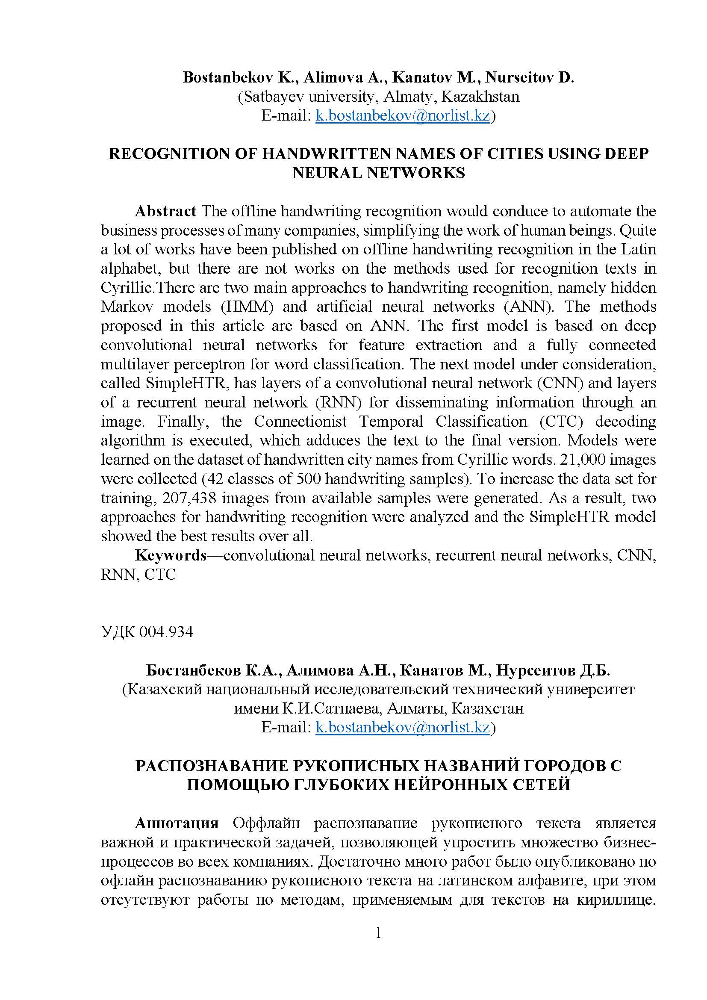 Bostanbekov K., Alimova A., Kanatov M., Nurseitov D.
(Satbayev university, Almaty, Kazakhstan
E-mail: k.bostanbekov@norlist.kz)
RECOGNITION OF HANDWRITTEN NAMES OF CITIES USING DEEP
NEURAL NETWORKS
Abstract The offline handwriting recognition would conduce to automate the
business processes of many companies, simplifying the work of human beings. Quite
a lot of works have been published on offline handwriting recognition in the Latin
alphabet, but there are not works on the methods used for recognition texts in
Cyrillic.There are two main approaches to handwriting recognition, namely hidden
Markov models (HMM) and artificial neural networks (ANN). The methods
proposed in this article are based on ANN. The first model is based on deep
convolutional neural networks for feature extraction and a fully connected
multilayer perceptron for word classification. The next model under consideration,
called SimpleHTR, has layers of a convolutional neural network (CNN) and layers
of a recurrent neural network (RNN) for disseminating information through an
image. Finally, the Connectionist Temporal Classification (CTC) decoding
algorithm is executed, which adduces the text to the final version. Models were
learned on the dataset of handwritten city names from Cyrillic words. 21,000 images
were collected (42 classes of 500 handwriting samples). To increase the data set for
training, 207,438 images from available samples were generated. As a result, two
approaches for handwriting recognition were analyzed and the SimpleHTR model
showed the best results over all.
Keywords—convolutional neural networks, recurrent neural networks, CNN,
RNN, CTC
УДК 004.934
Бостанбеков К.А., Алимова А.Н., Канатов М., Нурсеитов Д.Б.
(Казахский национальный исследовательский технический университет
имени К.И.Сатпаева, Алматы, Казахстан
E-mail: k.bostanbekov@norlist.kz)
РАСПОЗНАВАНИЕ РУКОПИСНЫХ НАЗВАНИЙ ГОРОДОВ С
ПОМОЩЬЮ ГЛУБОКИХ НЕЙРОННЫХ СЕТЕЙ
Аннотация Оффлайн распознавание рукописного текста является
важной и практической задачей, позволяющей упростить множество бизнес-
процессов во всех компаниях. Достаточно много работ было опубликовано по
офлайн распознаванию рукописного текста на латинском алфавите, при этом
отсутствуют работы по методам, применяемым для текстов на кириллице.
1